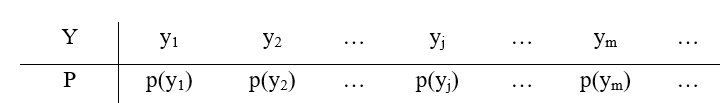 Y y₁ y₂ … yⱼ … yₘ …
P p(y₁) p(y₂) … p(yⱼ) … p(yₘ) …